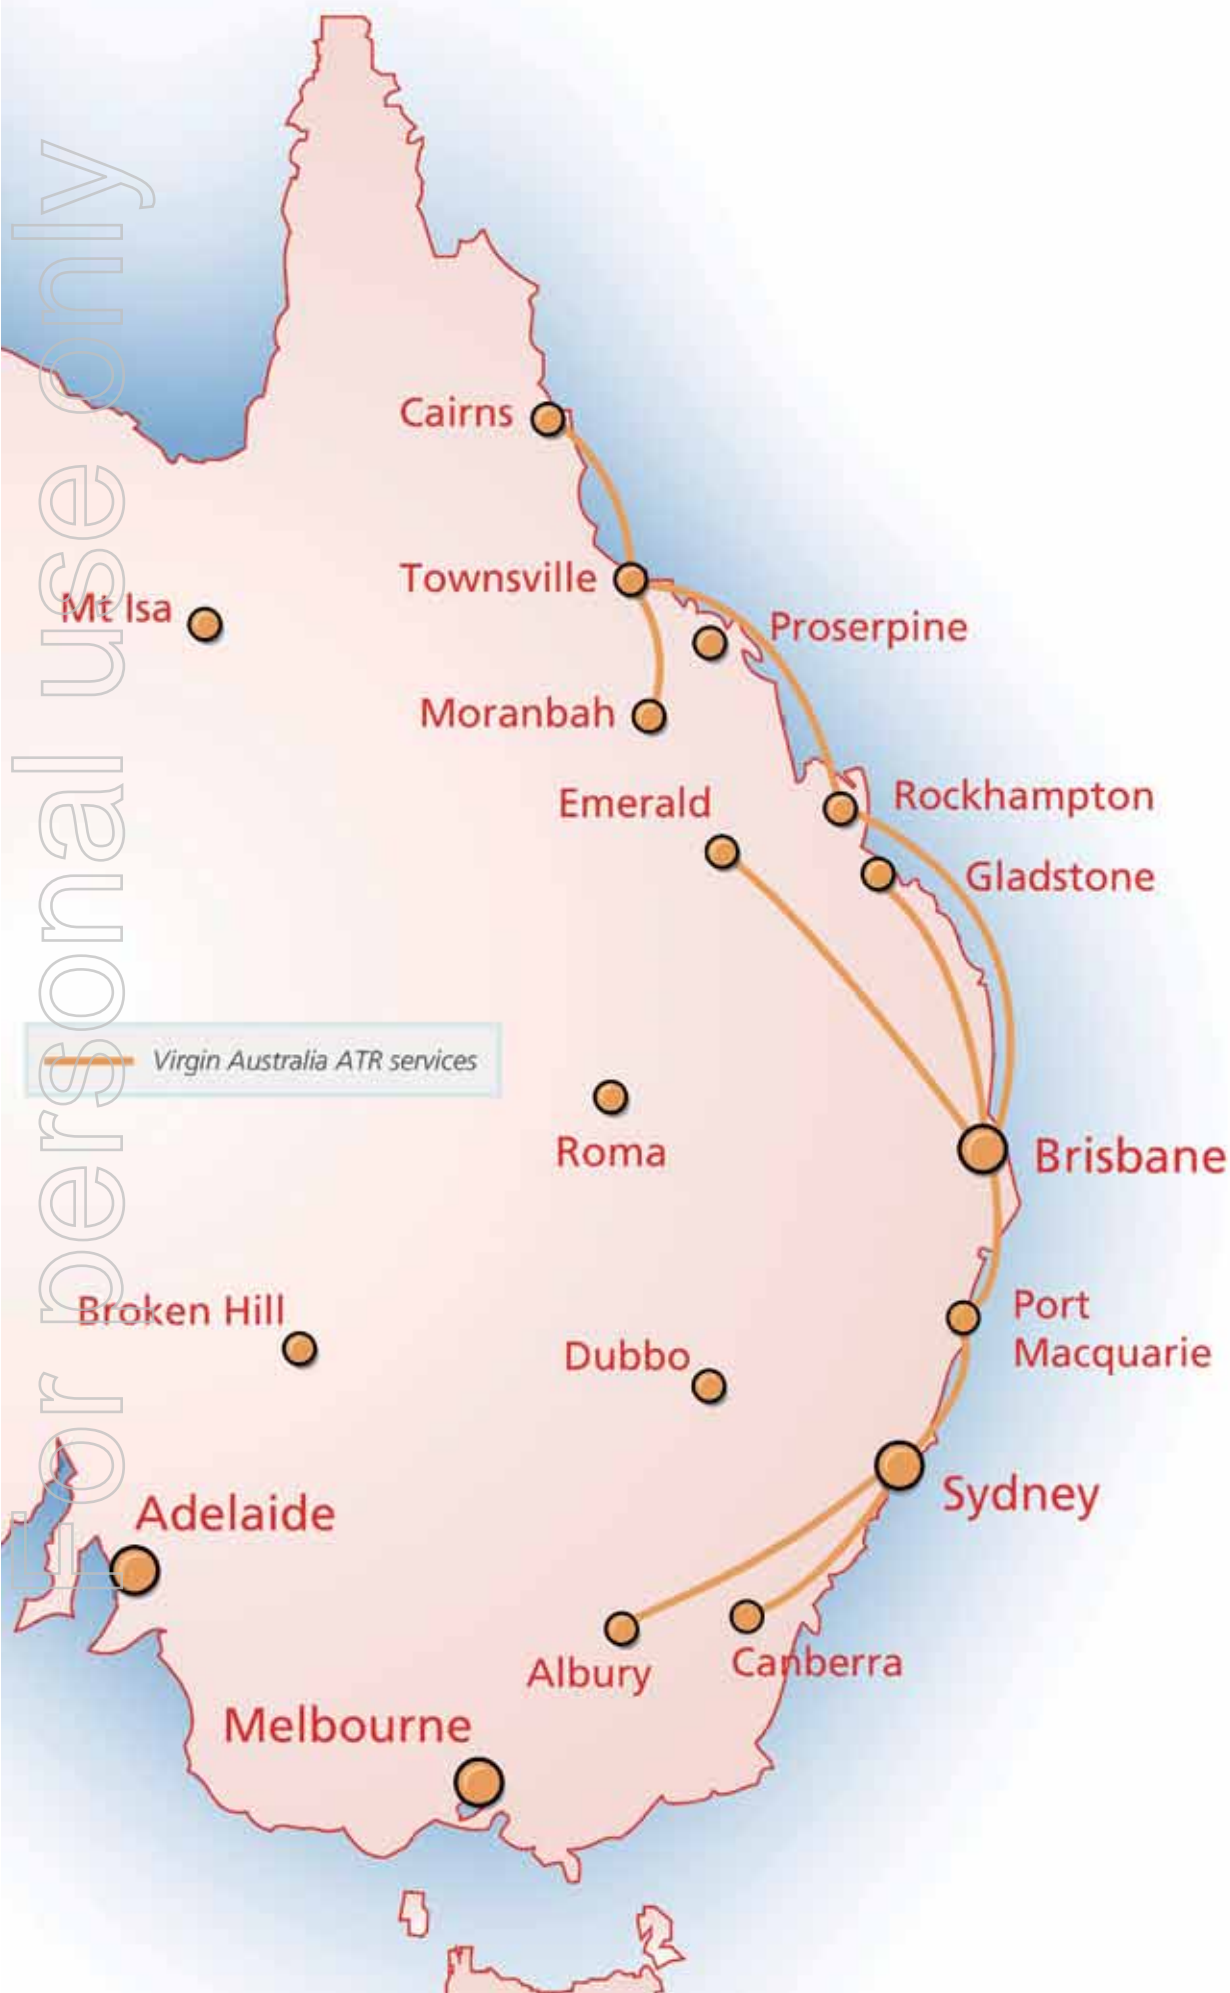 For personal use only
Cairns
Townsville
Mt Isa
Proserpine
Moranbah
Emerald
Rockhampton
Gladstone
Virgin Australia ATR services
Roma
Brisbane
Broken Hill
Port
Macquarie
Dubbo
Sydney
Adelaide
Albury
Canberra
Melbourne